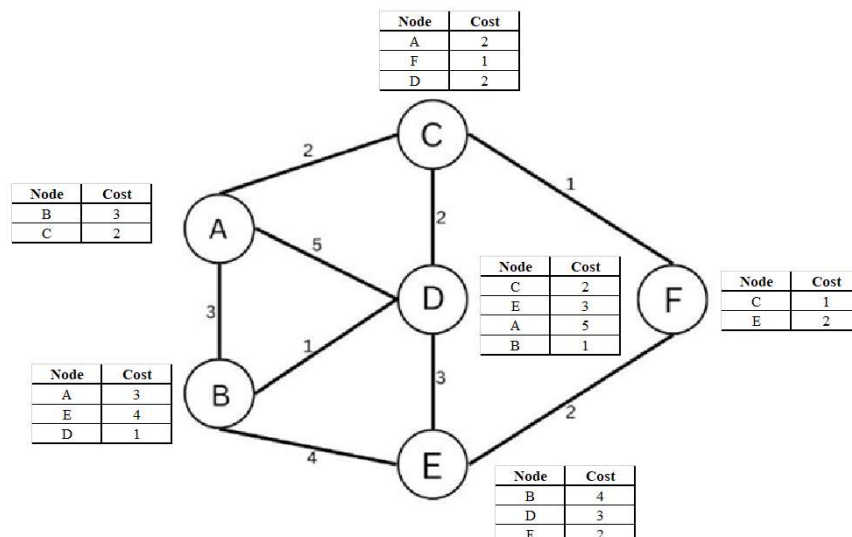 Node Cost
A 2
F 1
D 2
C
2
1
Node Cost
B 3
C 2
A
2
5
Node Cost
C 2
E 3
A 5
B 1
D
F
Node Cost
C 1
E 2
3
1
B
3
Node Cost
A 3
E 4
D 1
2
4
E
Node Cost
B 4
D 3
2